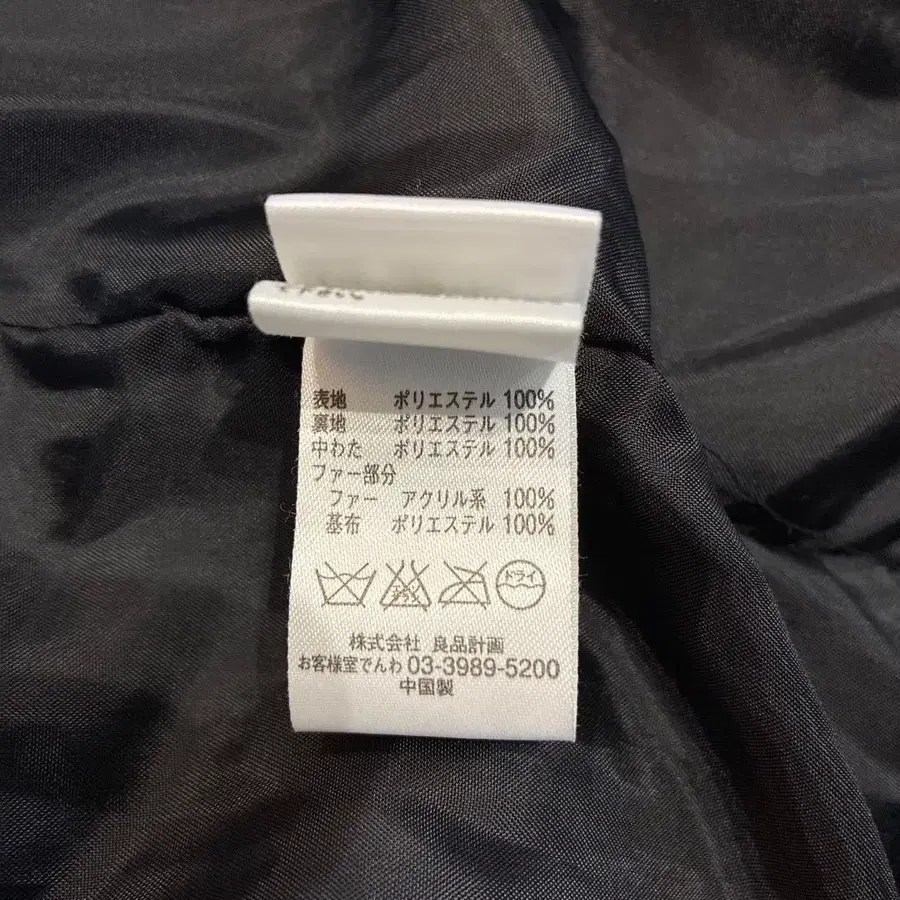 表地 ポリエステル 100%
裏地 ポリエステル 100%
中わた ポリエステル 100%
ファー部分
ファー アクリル系 100%
基布 ポリエステル 100%
ドライ
株式会社 良品計画
お客様室でんわ 03-3989-5200
中国製